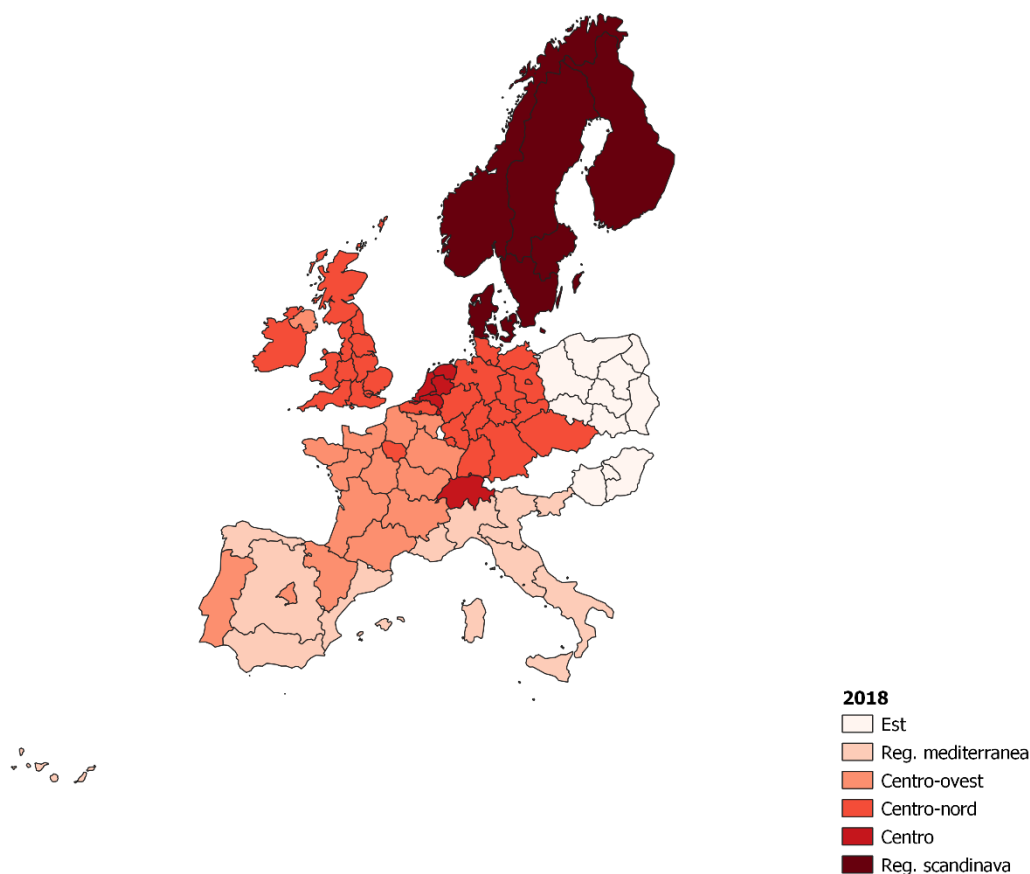 2018
Est
Reg. mediterranea
Centro-ovest
Centro-nord
Centro
Reg. scandinava